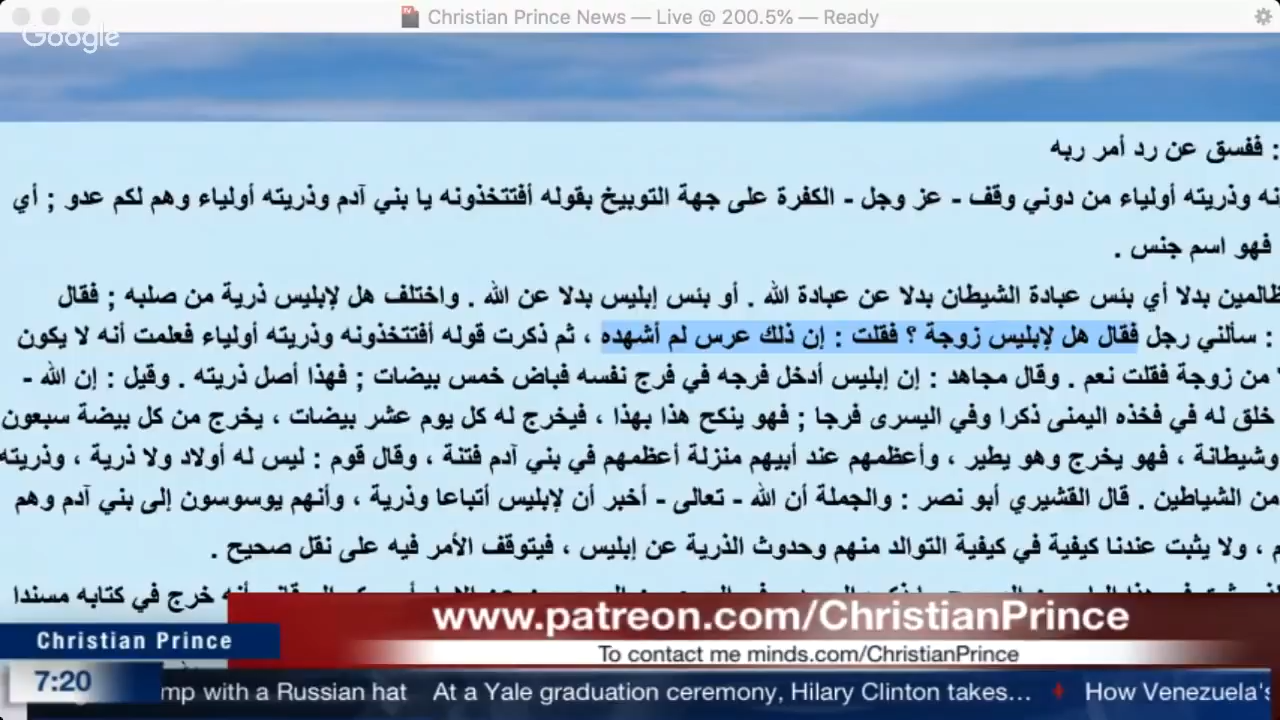 Christian Prince News — Live @ 200.5% — Ready
Google
: ففسق عن رد أمر ربه
وذريته أولياء من دوني وقف - عز وجل - الكفرة على جهة التوبيخ بقوله أفتتخذونه يا بني آدم وذريته أولياء وهم لكم عدو ; أي
فهو اسم جنس .
بدلا أي بئس عبادة الشيطان بدلا عن عبادة الله . أو بئس إبليس بدلا عن الله . واختلف هل لإبليس ذرية من صلبه ; فقال
: سألني رجل فقال هل لإبليس زوجة ؟ فقلت : إن ذلك عرس لم أشهده ، ثم ذكرت قوله أفتتخذونه وذريته أولياء فعلمت أنه لا يكون
من زوجة فقلت نعم . وقال مجاهد : إن إبليس أدخل فرجه في فرج نفسه فباض خمس بيضات ; فهذا أصل ذريته . وقيل : إن الله -
خلق له في فخذه اليمنى ذكرا وفي اليسرى فرجا ; فهو ينكح هذا بهذا ، فيخرج له كل يوم عشر بيضات ، يخرج من كل بيضة سبعون
وشيطانة ، فهو يخرج وهو يطير ، وأعظمهم عند أبيهم منزلة أعظمهم في بني آدم فتنة ، وقال قوم : ليس له أولاد ولا ذرية ، وذريته
من الشياطين . قال القشيري أبو نصر : والجملة أن الله - تعالى - أخبر أن لإبليس أتباعا وذرية ، وأنهم يوسوسون إلى بني آدم وهم
، ولا يثبت عندنا كيفية في كيفية التوالد منهم وحدوث الذرية عن إبليس ، فيتوقف الأمر فيه على نقل صحيح .
خرج في كتابه مسندا
www.patreon.com/ChristianPrince
Christian Prince
To contact me minds.com/ChristianPrince
7:20
mp with a Russian hat At a Yale graduation ceremony, Hilary Clinton takes... How Venezuela's